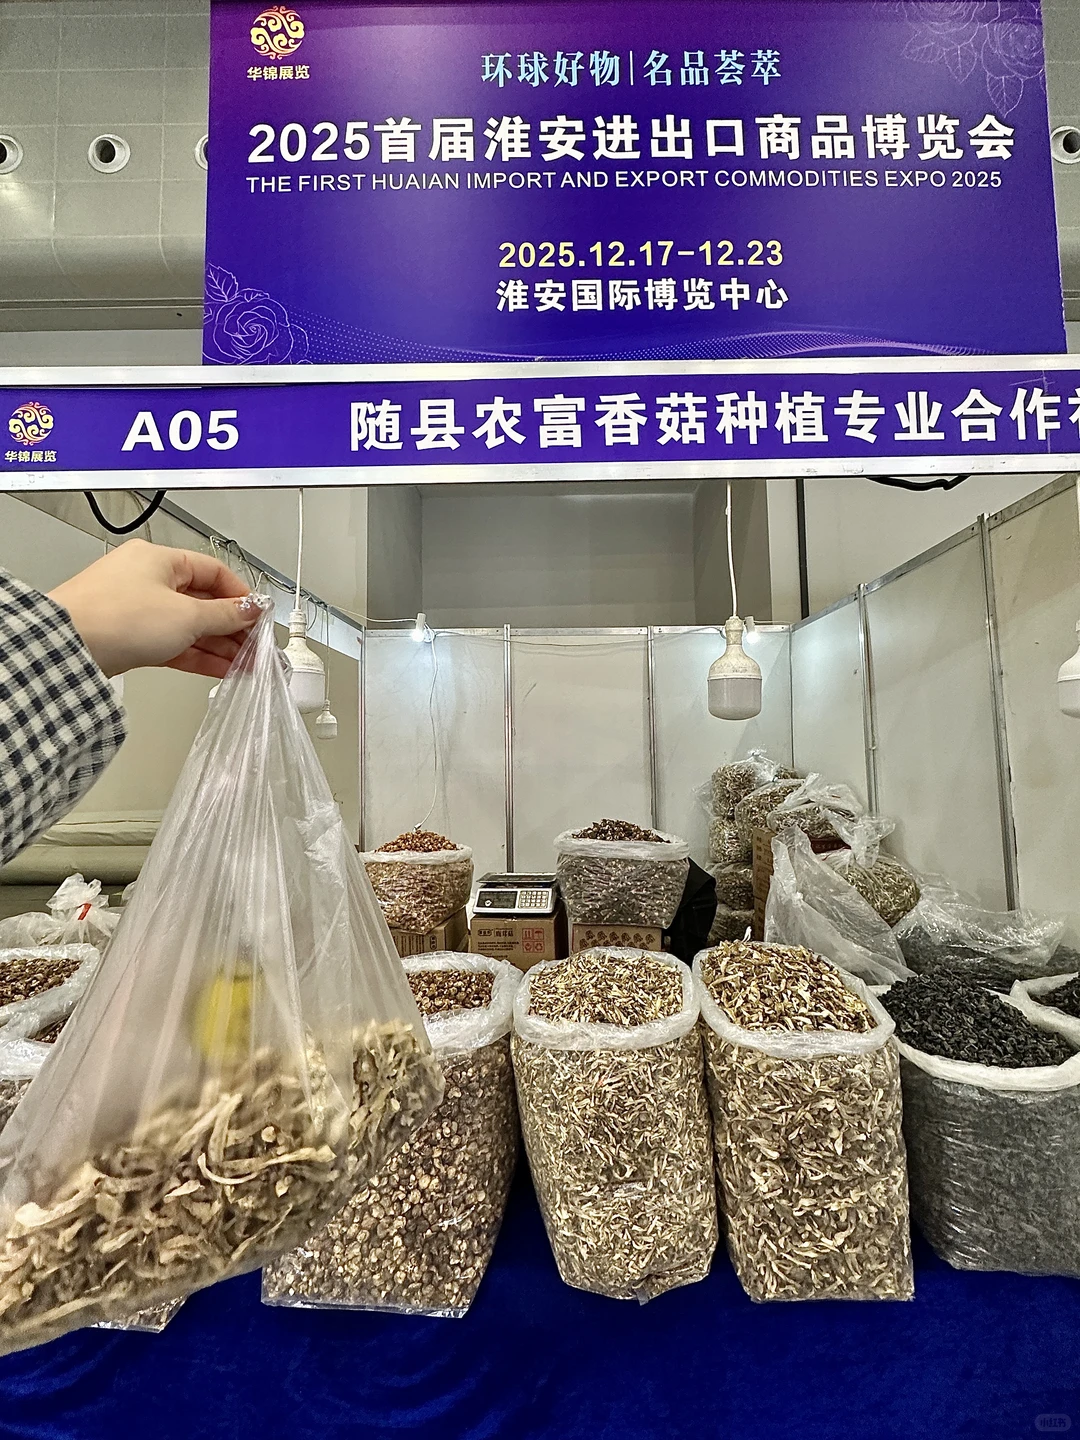 华锦展览
环球好物|名品荟萃
2025首届淮安进出口商品博览会
THE FIRST HUAIAN IMPORT AND EXPORT COMMODITIES EXPO 2025
2025.12.17-12.23
淮安国际博览中心
华锦展览
A05 随县农富香菇种植专业合作
小红书